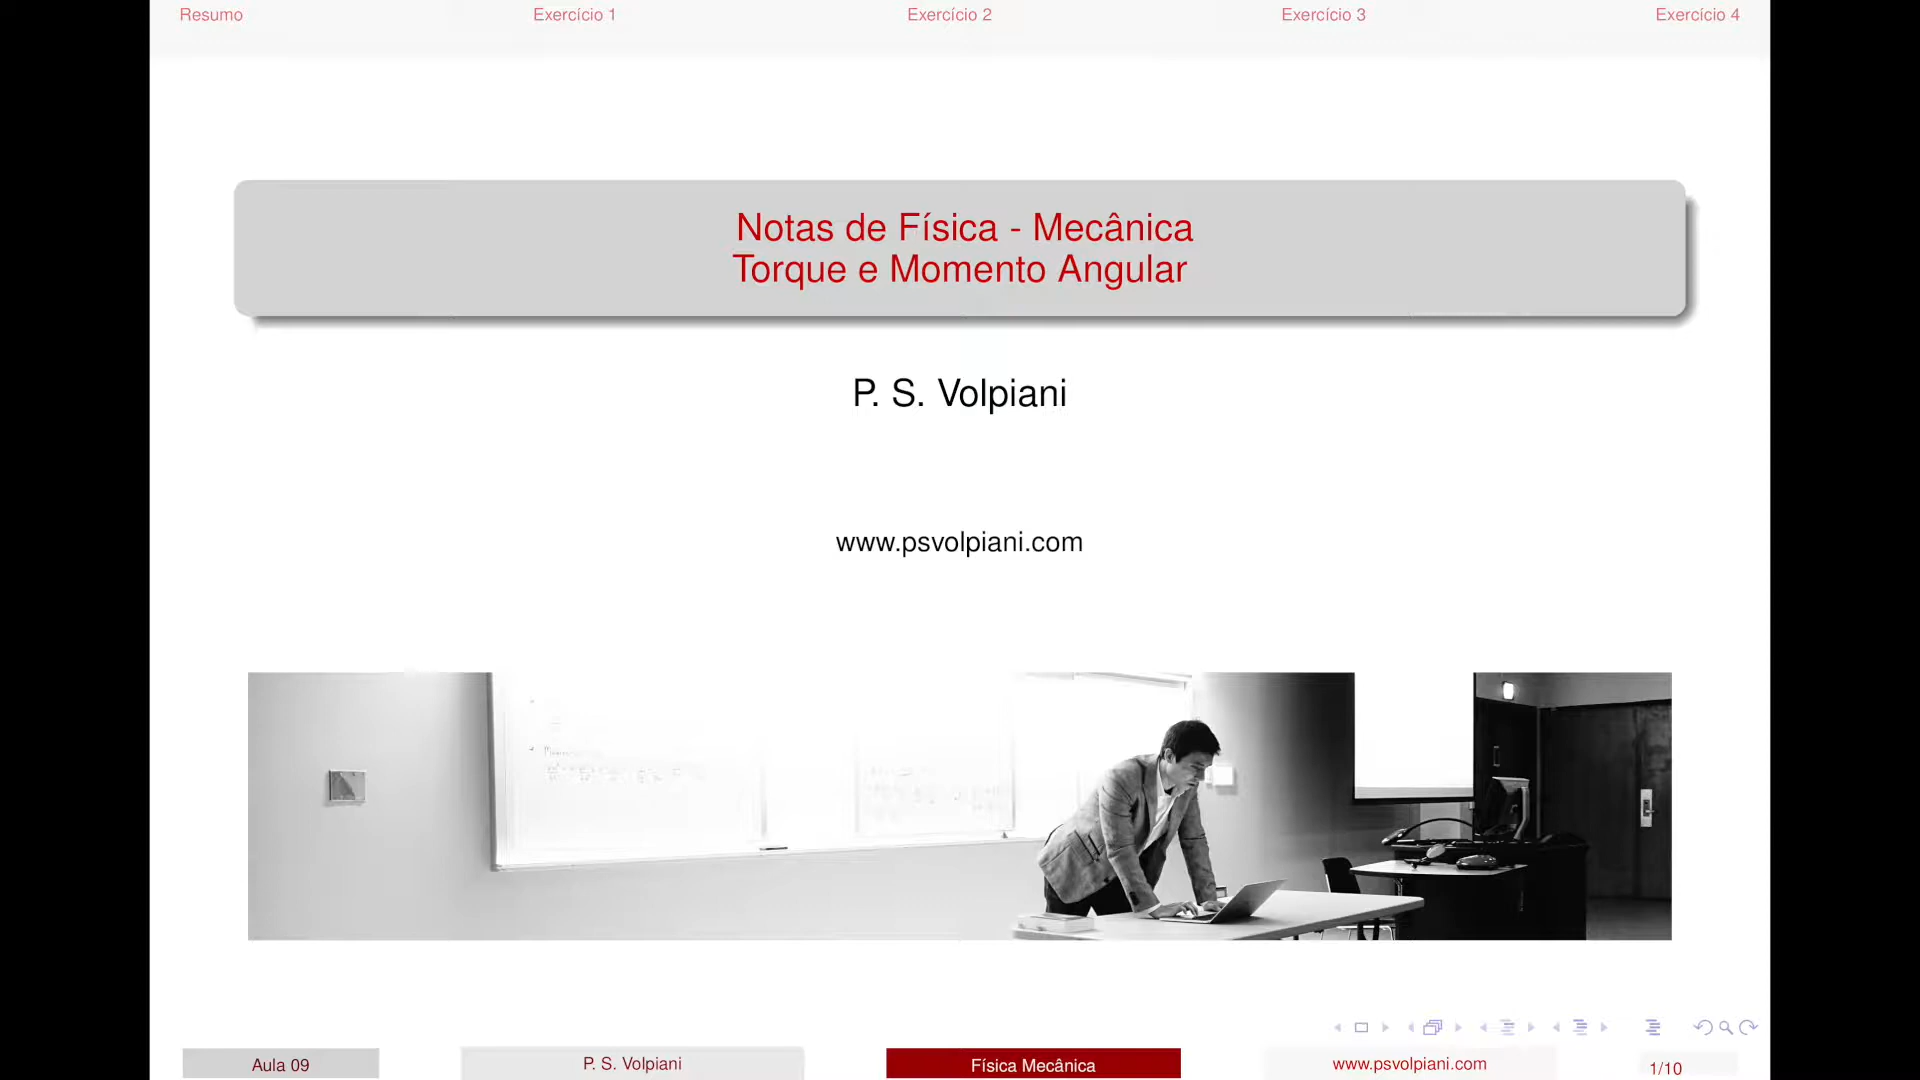 Resumo Exercício 1 Exercício 2 Exercício 3 Exercício 4
Notas de Física - Mecânica
Torque e Momento Angular
P. S. Volpiani
www.psvolpiani.com
Aula 09 P. S. Volpiani Física Mecânica www.psvolpiani.com 1/10